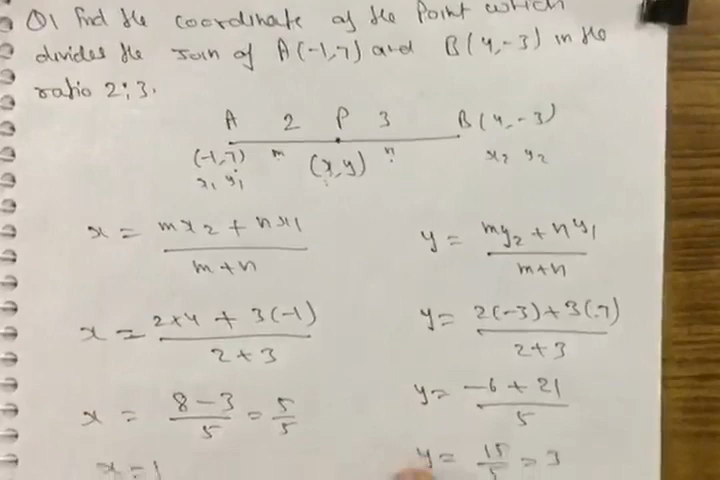 Q1 Find the coordinate of the Point which
divides the Join of A(-1,7) and B(4,-3) in the
ratio 2:3.
A 2 P 3 B(4,-3)
(-1,7) m (x,y) n x₂ y₂
x₁ y₁
x = mx₂ + nx₁ / m+n
y = my₂ + ny₁ / m+n
x = 2×4 + 3(-1) / 2+3
y = 2(-3)+3(7) / 2+3
x = 8-3 / 5 = 5/5
y = -6+21 / 5
x = 1
y = 15/5 = 3